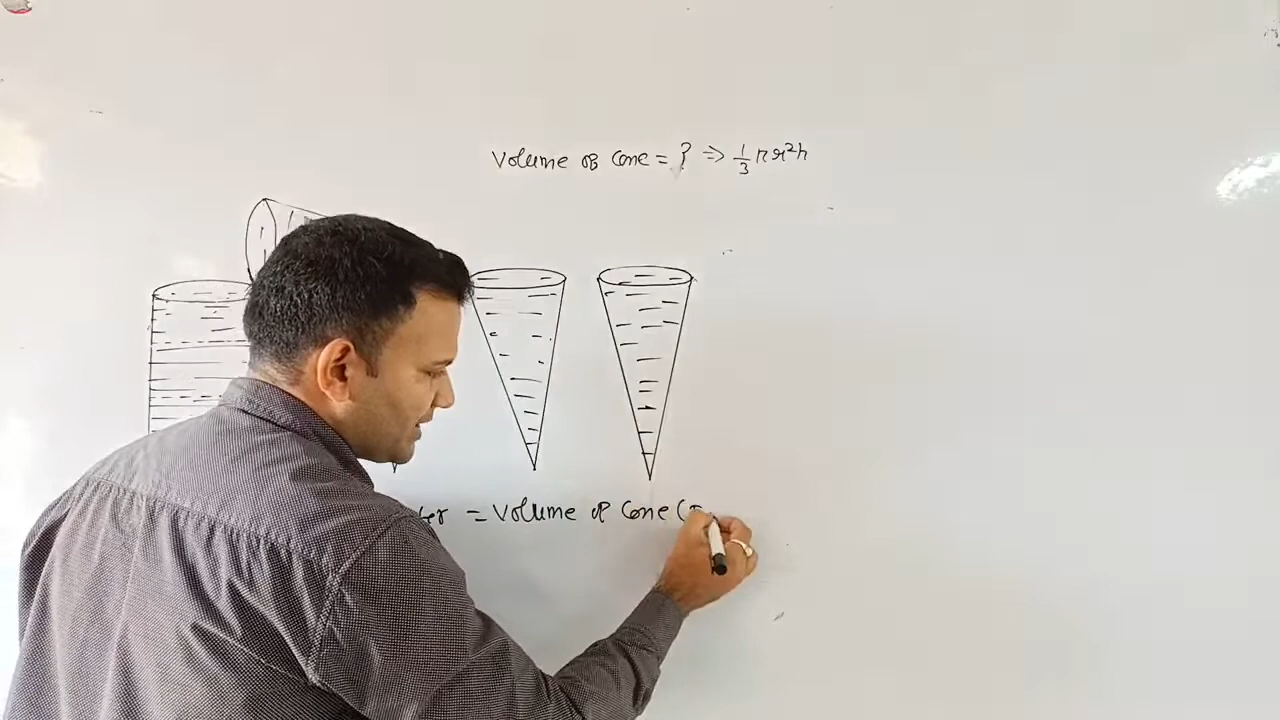 Volume of Cone = ? ⇒ 1/3 πr²h
= Volume of Cone (